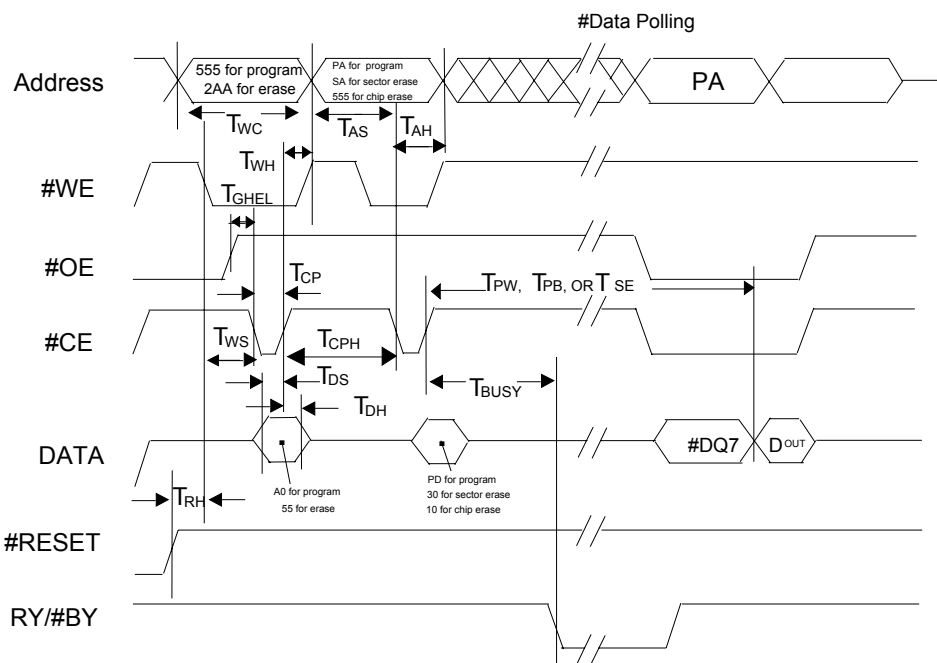 #Data Polling
Address
555 for program
2AA for erase
PA for program
SA for sector erase
555 for chip erase
PA
TWC
TAS
TAH
TWH
#WE
TGHEL
#OE
TCP
TPW, TPB, OR T SE
#CE
TWS
TCPH
TDS
TBUSY
TDH
DATA
#DQ7
DOUT
A0 for program
55 for erase
PD for program
30 for sector erase
10 for chip erase
TRH
#RESET
RY/#BY